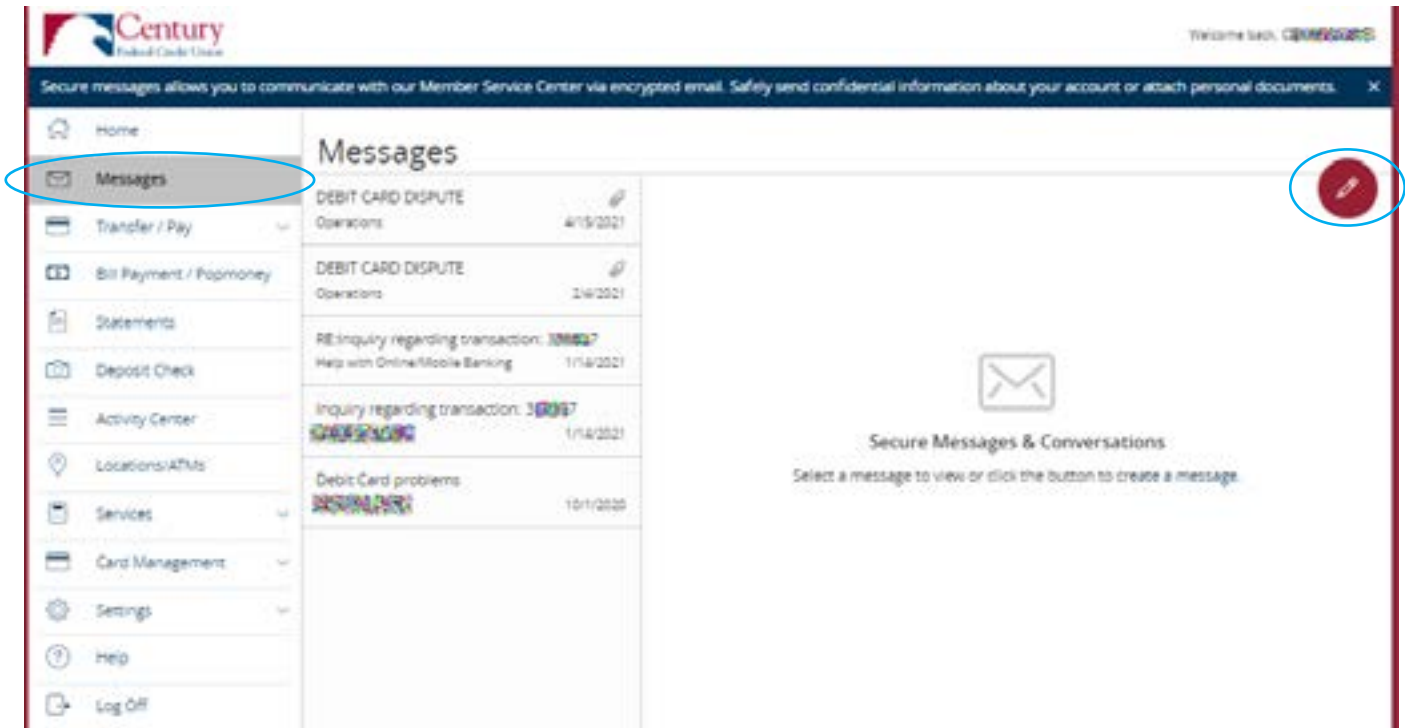 Century
Federal Credit Union
Welcome back,
Secure messages allows you to communicate with our Member Service Center via encrypted email. Safely send confidential information about your account or attach personal documents. ×
Home
Messages
Transfer / Pay
Bill Payment / Popmoney
Statements
Deposit Check
Activity Center
Locations/ATMs
Services
Card Management
Settings
Help
Log Off
Messages
DEBIT CARD DISPUTE
Operations 4/15/2021
DEBIT CARD DISPUTE
Operations 2/4/2021
RE:Inquiry regarding transaction: 3 7
Help with Online/Mobile Banking 1/14/2021
Inquiry regarding transaction: 3 7
1/14/2021
Debit Card problems
10/1/2020
Secure Messages & Conversations
Select a message to view or click the button to create a message.